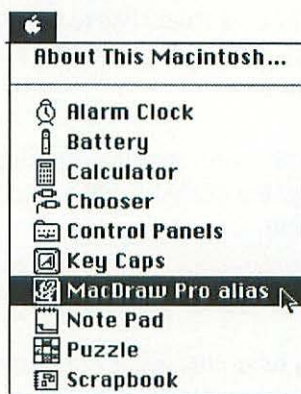 About This Macintosh...
Alarm Clock
Battery
Calculator
Chooser
Control Panels
Key Caps
MacDraw Pro alias
Note Pad
Puzzle
Scrapbook